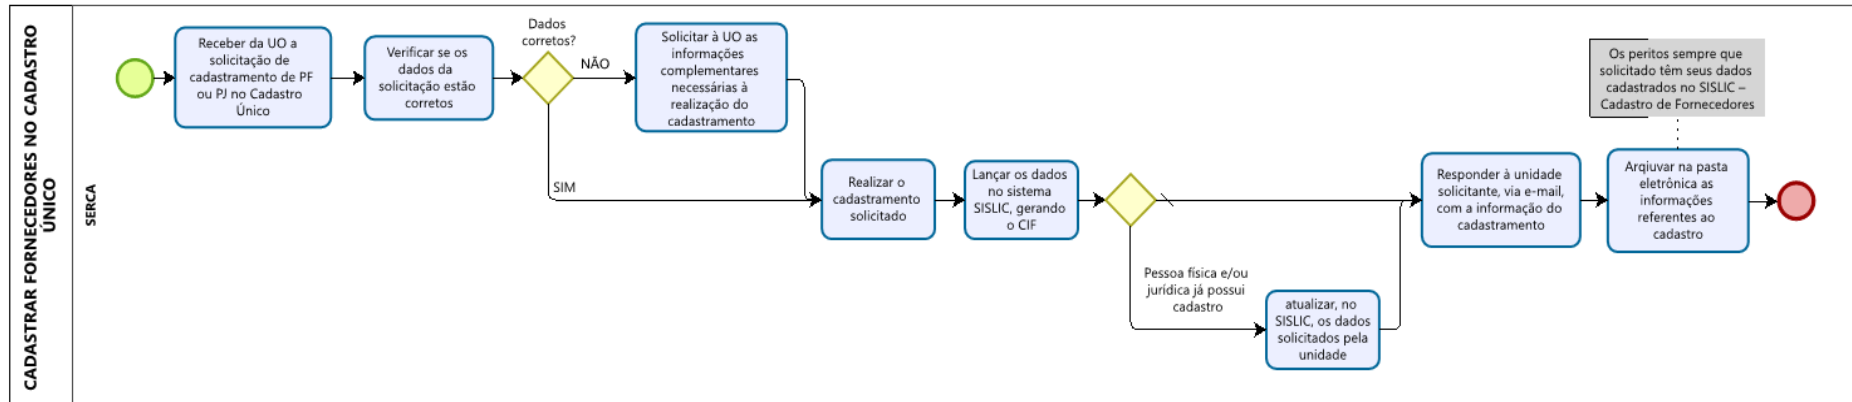 CADASTRAR FORNECEDORES NO CADASTRO
ÚNICO
SERCA
Receber da UO a
solicitação de
cadastramento de PF
ou PJ no Cadastro
Único
Verificar se os
dados da
solicitação estão
corretos
Dados
corretos?
NÃO
SIM
Solicitar à UO as
informações
complementares
necessárias à
realização do
cadastramento
Realizar o
cadastramento
solicitado
Lançar os dados
no sistema
SISLIC, gerando
o CIF
Pessoa física e/ou
jurídica já possui
cadastro
atualizar, no
SISLIC, os dados
solicitados pela
unidade
Responder à unidade
solicitante, via e-mail,
com a informação do
cadastramento
Os peritos sempre que
solicitado têm seus dados
cadastrados no SISLIC –
Cadastro de Fornecedores
Arqiuvar na pasta
eletrônica as
informações
referentes ao
cadastro